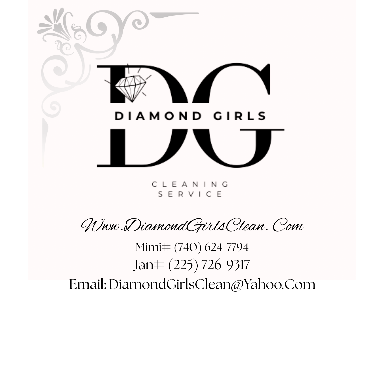 DG
DIAMOND GIRLS
CLEANING
SERVICE
Www.DiamondGirlsClean.Com
Mimi= (740) 624-7794
Jan= (225) 726-9317
Email: DiamondGirlsClean@Yahoo.Com